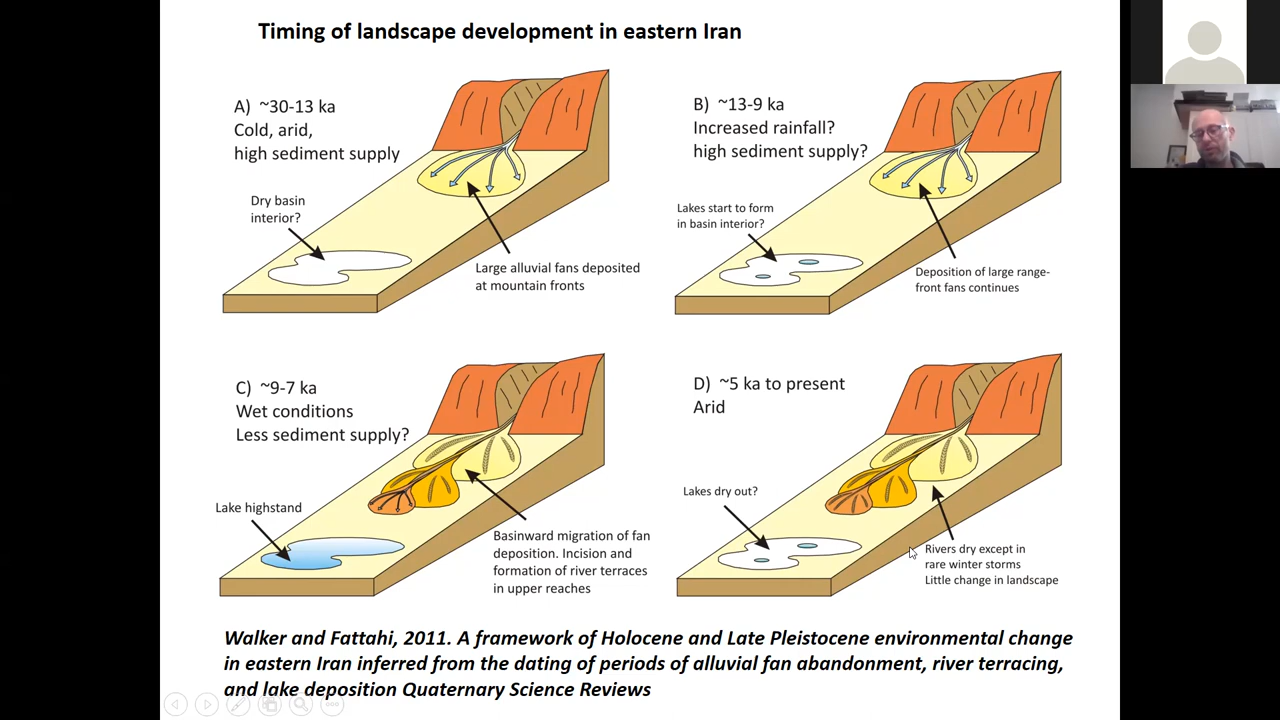 Timing of landscape development in eastern Iran
A) ~30-13 ka
Cold, arid,
high sediment supply
Dry basin
interior?
Large alluvial fans deposited
at mountain fronts
B) ~13-9 ka
Increased rainfall?
high sediment supply?
Lakes start to form
in basin interior?
Deposition of large range-
front fans continues
C) ~9-7 ka
Wet conditions
Less sediment supply?
Lake highstand
Basinward migration of fan
deposition. Incision and
formation of river terraces
in upper reaches
D) ~5 ka to present
Arid
Lakes dry out?
Rivers dry except in
rare winter storms
Little change in landscape
Walker and Fattahi, 2011. A framework of Holocene and Late Pleistocene environmental change
in eastern Iran inferred from the dating of periods of alluvial fan abandonment, river terracing,
and lake deposition Quaternary Science Reviews